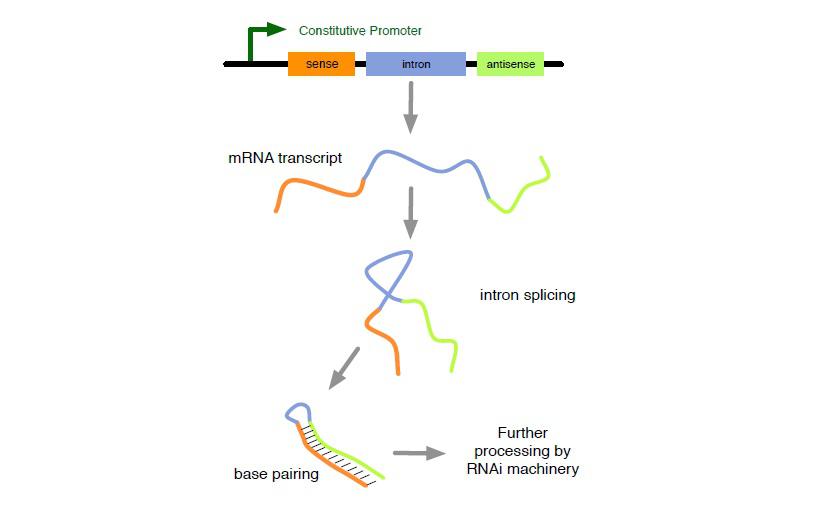 Constitutive Promoter
sense
intron
antisense
mRNA transcript
intron splicing
base pairing
Further
processing by
RNAi machinery